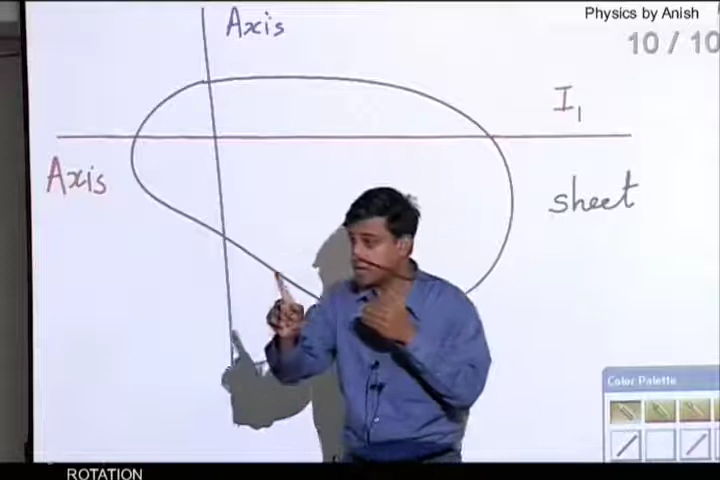 Physics by Anish
10 / 10
Axis
I1
Axis
sheet
Color Palette
ROTATION